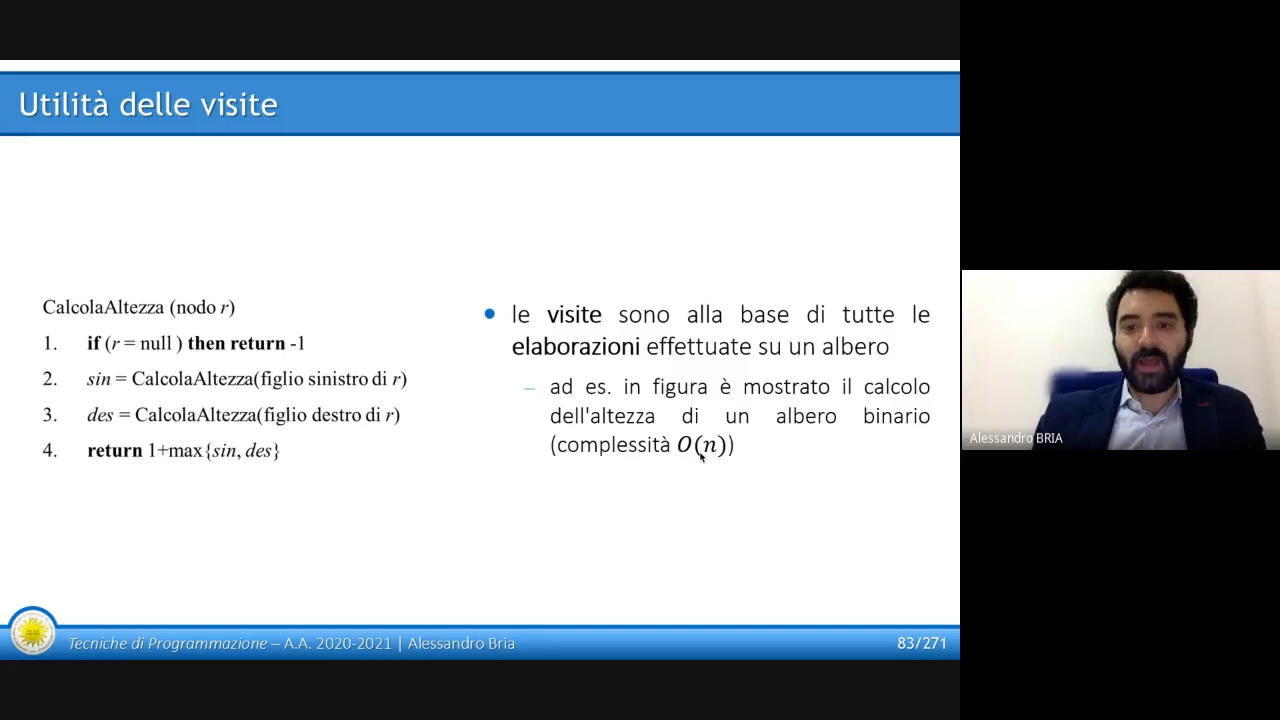 Utilità delle visite
CalcolaAltezza (nodo r)
1. if (r = null ) then return -1
2. sin = CalcolaAltezza(figlio sinistro di r)
3. des = CalcolaAltezza(figlio destro di r)
4. return 1+max{sin, des}
le visite sono alla base di tutte le
elaborazioni effettuate su un albero
– ad es. in figura è mostrato il calcolo
dell'altezza di un albero binario
(complessità O(n))
Alessandro BRIA
Tecniche di Programmazione – A.A. 2020-2021 | Alessandro Bria
83/271